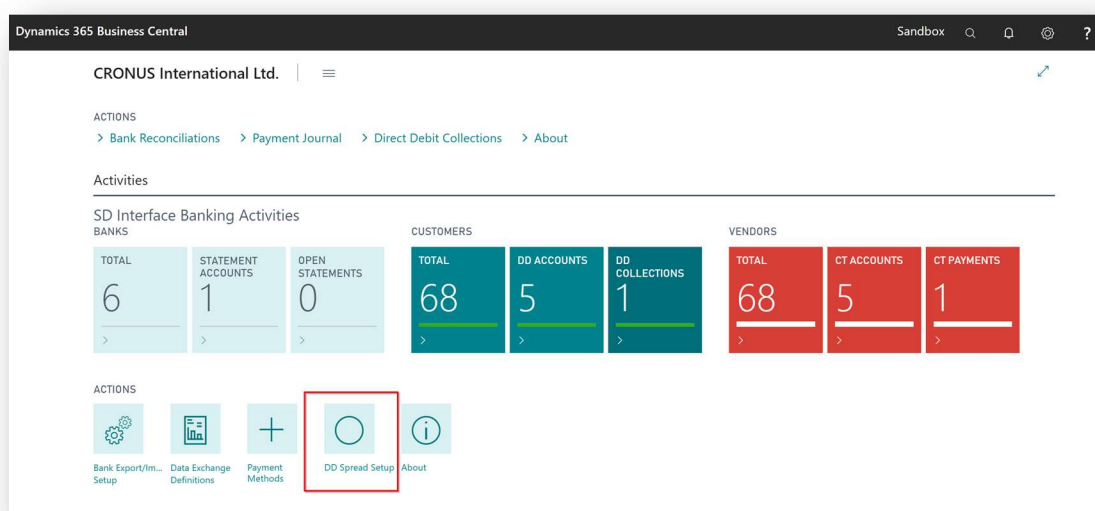 Dynamics 365 Business Central
Sandbox
?
CRONUS International Ltd.
ACTIONS
> Bank Reconciliations > Payment Journal > Direct Debit Collections > About
Activities
SD Interface Banking Activities
BANKS
TOTAL
6
STATEMENT
ACCOUNTS
1
OPEN
STATEMENTS
0
CUSTOMERS
TOTAL
68
DD ACCOUNTS
5
DD
COLLECTIONS
1
VENDORS
TOTAL
68
CT ACCOUNTS
5
CT PAYMENTS
1
ACTIONS
Bank Export/Im...
Setup
Data Exchange
Definitions
Payment
Methods
DD Spread Setup
About